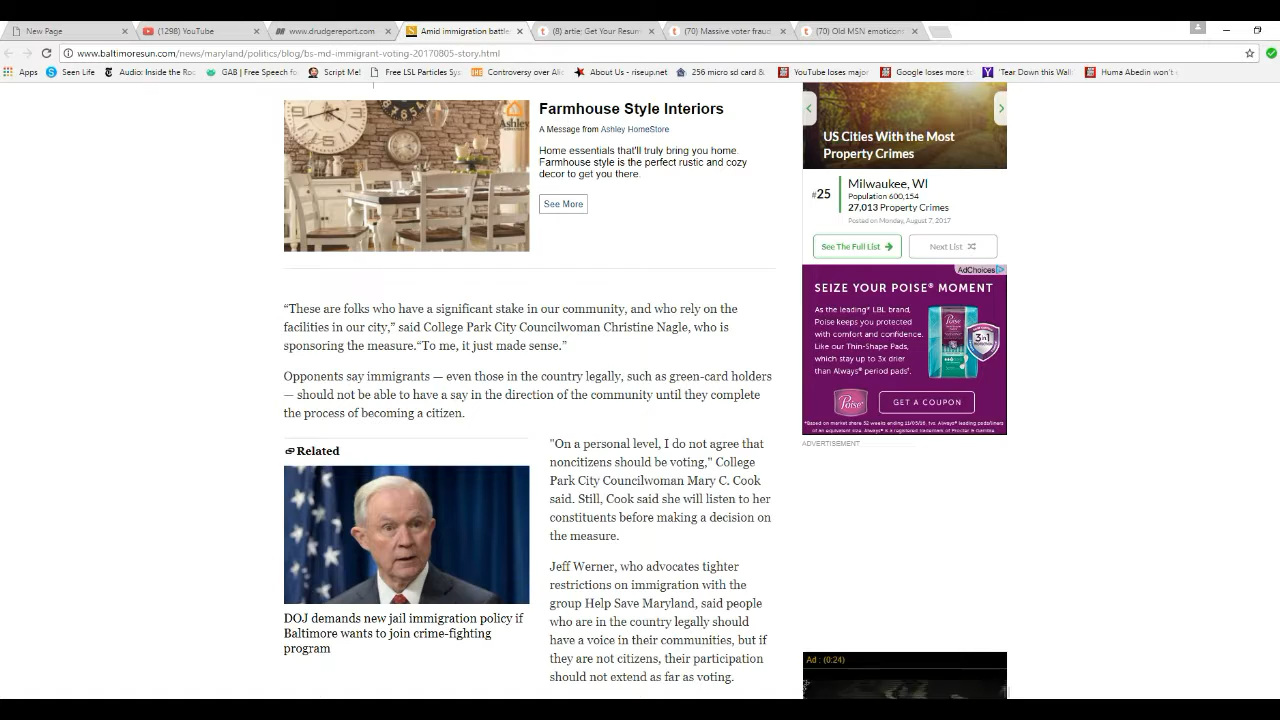 New Page
(1298) YouTube
www.drudgereport.com
Amid immigration battle
(8) artie: Get Your Resum
(70) Massive voter fraud
(70) Old MSN emoticons
www.baltimoresun.com/news/maryland/politics/blog/bs-md-immigrant-voting-20170805-story.html
Apps
Seen Life
Audio: Inside the Ro
GAB | Free Speech fo
Script Me!
Free LSL Particles Sys
Controversy over Ali
About Us - riseup.net
256 micro sd card &
YouTube loses major
Google loses more to
'Tear Down this Wall
Huma Abedin won't g
Farmhouse Style Interiors
A Message from Ashley HomeStore
Home essentials that'll truly bring you home.
Farmhouse style is the perfect rustic and cozy
decor to get you there.
See More
Ashley
“These are folks who have a significant stake in our community, and who rely on the
facilities in our city,” said College Park City Councilwoman Christine Nagle, who is
sponsoring the measure.“To me, it just made sense.”
Opponents say immigrants — even those in the country legally, such as green-card holders
— should not be able to have a say in the direction of the community until they complete
the process of becoming a citizen.
Related
DOJ demands new jail immigration policy if
Baltimore wants to join crime-fighting
program
"On a personal level, I do not agree that
noncitizens should be voting," College
Park City Councilwoman Mary C. Cook
said. Still, Cook said she will listen to her
constituents before making a decision on
the measure.
Jeff Werner, who advocates tighter
restrictions on immigration with the
group Help Save Maryland, said people
who are in the country legally should
have a voice in their communities, but if
they are not citizens, their participation
should not extend as far as voting.
US Cities With the Most
Property Crimes
#25
Milwaukee, WI
Population 600,154
27,013 Property Crimes
Posted on Monday, August 7, 2017
See The Full List
Next List
AdChoices
SEIZE YOUR POISE® MOMENT
As the leading* LBL brand,
Poise keeps you protected
with comfort and confidence.
Like our Thin-Shape Pads,
which stay up to 3x drier
than Always® period pads*.
Poise
3in1
Poise
GET A COUPON
*Based on market share 52 weeks ending 11/05/16, tvs. Always® leading pads/liners
of an equivalent size. Always® is a registered trademark of Procter & Gamble.
ADVERTISEMENT
Ad : (0:24)